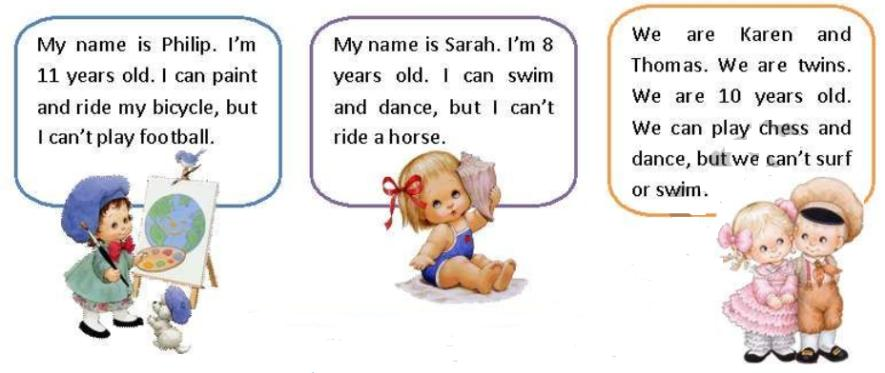 My name is Philip. I'm
11 years old. I can paint
and ride my bicycle, but
I can't play football.
My name is Sarah. I'm 8
years old. I can swim
and dance, but I can't
ride a horse.
We are Karen and
Thomas. We are twins.
We are 10 years old.
We can play chess and
dance, but we can't surf
or swim.